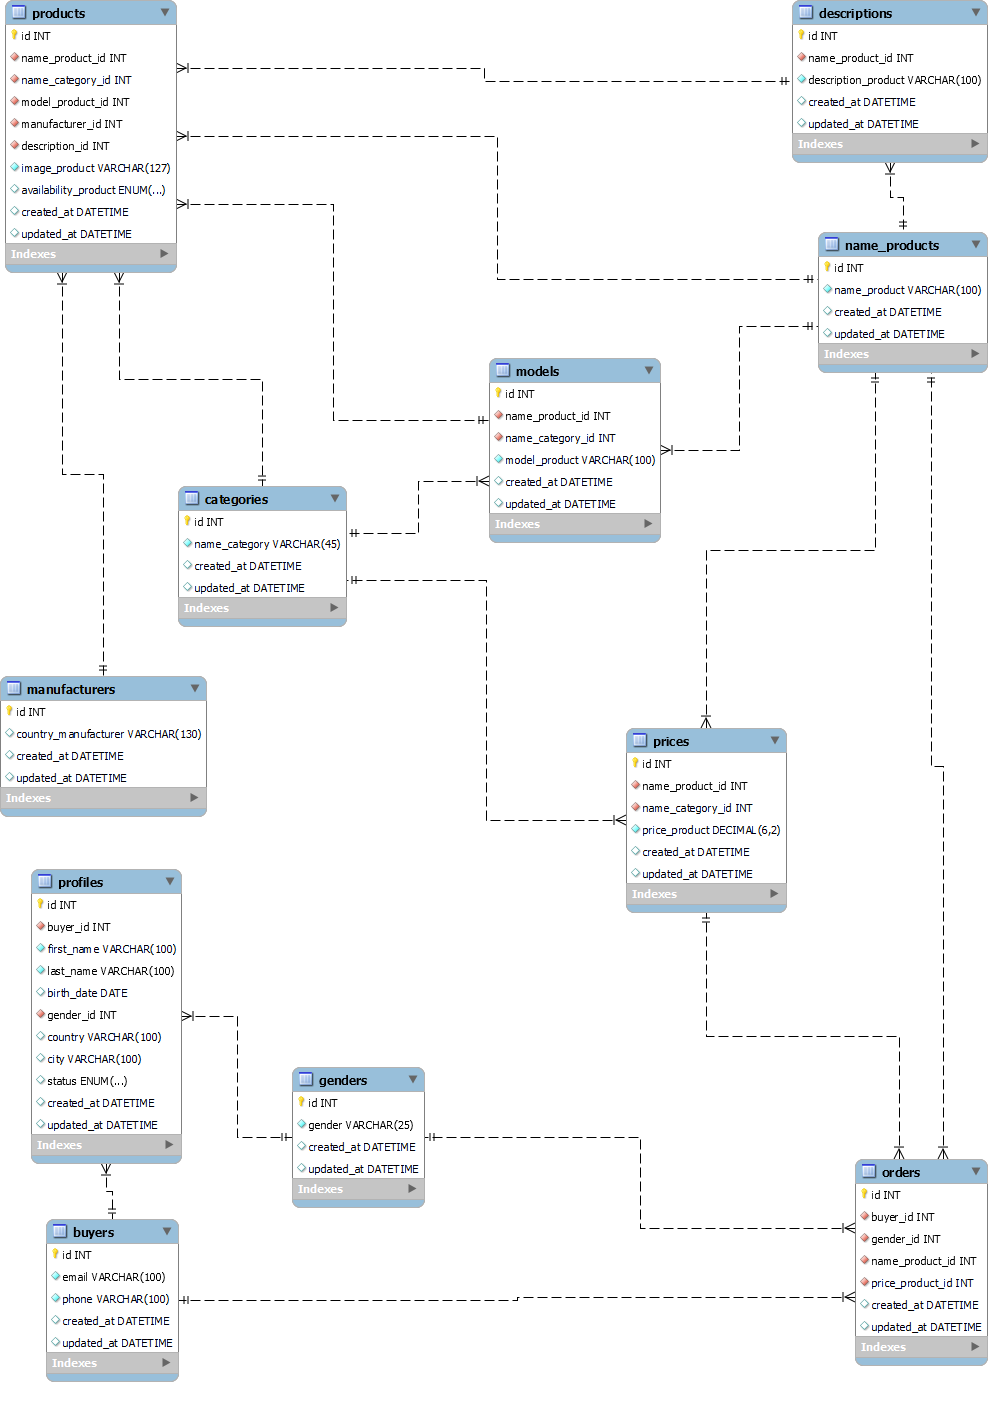 products
id INT
name_product_id INT
name_category_id INT
model_product_id INT
manufacturer_id INT
description_id INT
image_product VARCHAR(127)
availability_product ENUM(...)
created_at DATETIME
updated_at DATETIME
Indexes
descriptions
id INT
name_product_id INT
description_product VARCHAR(100)
created_at DATETIME
updated_at DATETIME
Indexes
name_products
id INT
name_product VARCHAR(100)
created_at DATETIME
updated_at DATETIME
Indexes
models
id INT
name_product_id INT
name_category_id INT
model_product VARCHAR(100)
created_at DATETIME
updated_at DATETIME
Indexes
categories
id INT
name_category VARCHAR(45)
created_at DATETIME
updated_at DATETIME
Indexes
manufacturers
id INT
country_manufacturer VARCHAR(130)
created_at DATETIME
updated_at DATETIME
Indexes
prices
id INT
name_product_id INT
name_category_id INT
price_product DECIMAL(6,2)
created_at DATETIME
updated_at DATETIME
Indexes
profiles
id INT
buyer_id INT
first_name VARCHAR(100)
last_name VARCHAR(100)
birth_date DATE
gender_id INT
country VARCHAR(100)
city VARCHAR(100)
status ENUM(...)
created_at DATETIME
updated_at DATETIME
Indexes
genders
id INT
gender VARCHAR(25)
created_at DATETIME
updated_at DATETIME
Indexes
orders
id INT
buyer_id INT
gender_id INT
name_product_id INT
price_product_id INT
created_at DATETIME
updated_at DATETIME
Indexes
buyers
id INT
email VARCHAR(100)
phone VARCHAR(100)
created_at DATETIME
updated_at DATETIME
Indexes